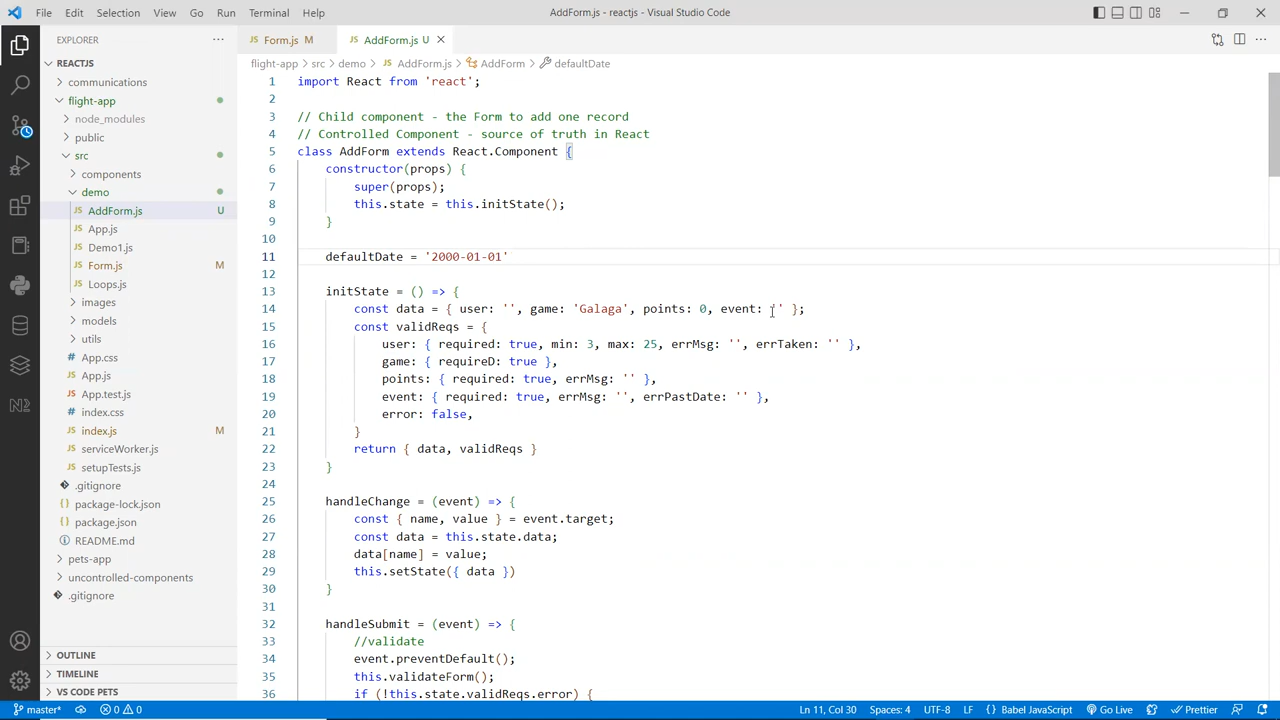 File Edit Selection View Go Run Terminal Help
AddForm.js - reactjs - Visual Studio Code
EXPLORER
REACTJS
communications
flight-app
node_modules
public
src
components
demo
JS AddForm.js U
JS App.js
JS Demo1.js
JS Form.js M
JS Loops.js
images
models
utils
# App.css
JS App.js
JS App.test.js
# index.css
JS index.js M
JS serviceWorker.js
JS setupTests.js
.gitignore
{} package-lock.json
{} package.json
README.md
pets-app
uncontrolled-components
.gitignore
OUTLINE
TIMELINE
VS CODE PETS
JS Form.js M
JS AddForm.js U
flight-app > src > demo > JS AddForm.js > AddForm > defaultDate
1 import React from 'react';
2
3 // Child component - the Form to add one record
4 // Controlled Component - source of truth in React
5 class AddForm extends React.Component {
6 constructor(props) {
7 super(props);
8 this.state = this.initState();
9 }
10
11 defaultDate = '2000-01-01'
12
13 initState = () => {
14 const data = { user: '', game: 'Galaga', points: 0, event: '' };
15 const validReqs = {
16 user: { required: true, min: 3, max: 25, errMsg: '', errTaken: '' },
17 game: { requireD: true },
18 points: { required: true, errMsg: '' },
19 event: { required: true, errMsg: '', errPastDate: '' },
20 error: false,
21 }
22 return { data, validReqs }
23 }
24
25 handleChange = (event) => {
26 const { name, value } = event.target;
27 const data = this.state.data;
28 data[name] = value;
29 this.setState({ data })
30 }
31
32 handleSubmit = (event) => {
33 //validate
34 event.preventDefault();
35 this.validateForm();
36 if (!this.state.validReqs.error) {
master* 0 0
Ln 11, Col 30 Spaces: 4 UTF-8 LF {} Babel JavaScript Go Live Prettier